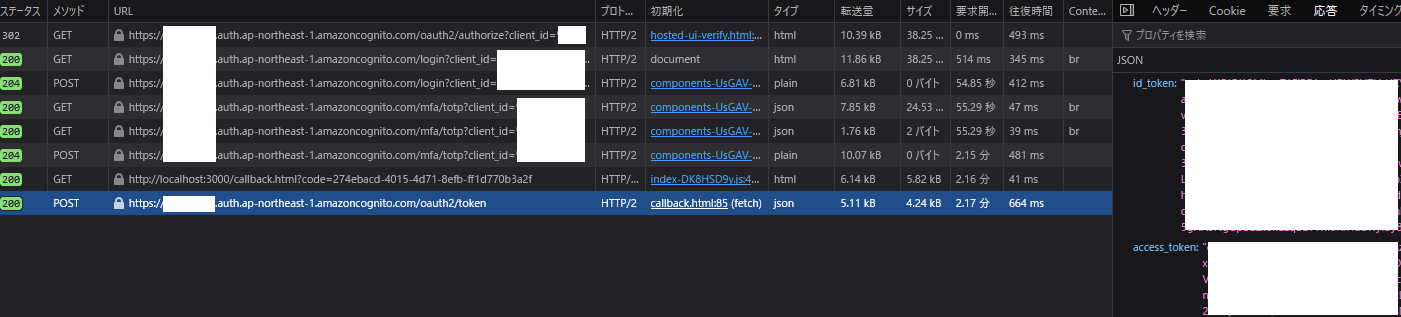 ステータス メソッド URL プロト... 初期化 タイプ 転送量 サイズ 要求開... 往復時間 Conte...
302 GET https:// .auth.ap-northeast-1.amazoncognito.com/oauth2/authorize?client_id= HTTP/2 hosted-ui-verify.html:... html 10.39 kB 38.25 ... 0 ms 493 ms
200 GET https:// .auth.ap-northeast-1.amazoncognito.com/login?client_id= ... HTTP/2 document html 11.86 kB 38.25 ... 514 ms 345 ms br
204 POST https:// .auth.ap-northeast-1.amazoncognito.com/login?client_id= ... HTTP/2 components-UsGAV-... plain 6.81 kB 0 バイト 54.85 秒 412 ms
200 GET https:// .auth.ap-northeast-1.amazoncognito.com/mfa/totp?client_id= HTTP/2 components-UsGAV-... json 7.85 kB 24.53 ... 55.29 秒 47 ms br
200 GET https:// .auth.ap-northeast-1.amazoncognito.com/mfa/totp?client_id= HTTP/2 components-UsGAV-... json 1.76 kB 2 バイト 55.29 秒 39 ms br
204 POST https:// .auth.ap-northeast-1.amazoncognito.com/mfa/totp?client_id= HTTP/2 components-UsGAV-... plain 10.07 kB 0 バイト 2.15 分 481 ms
200 GET http://localhost:3000/callback.html?code=274ebacd-4015-4d71-8efb-ff1d770b3a2f HTTP/... index-DK8HSD9y.js:4... html 6.14 kB 5.82 kB 2.16 分 41 ms
200 POST https:// .auth.ap-northeast-1.amazoncognito.com/oauth2/token HTTP/2 callback.html:85 (fetch) json 5.11 kB 4.24 kB 2.17 分 664 ms
ヘッダー Cookie 要求 応答 タイミング
プロパティを検索
JSON
id_token:
access_token: